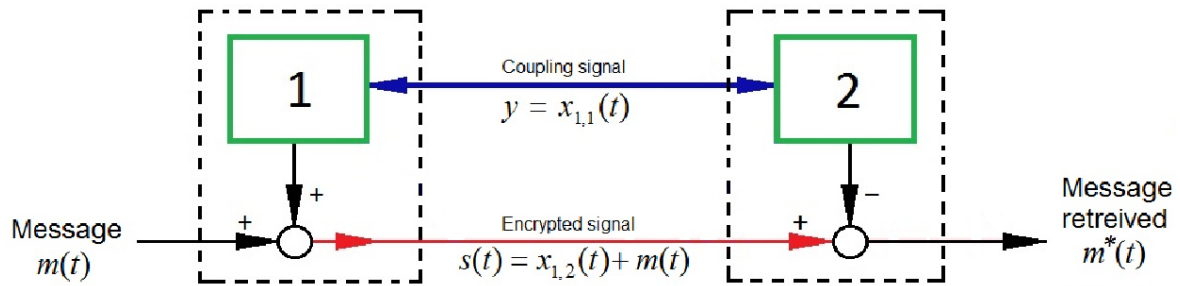 1
Coupling signal
y = x₁,₁(t)
2
+
−
Message
m(t)
+
Encrypted signal
s(t) = x₁,₂(t) + m(t)
+
Message
retreived
m*(t)